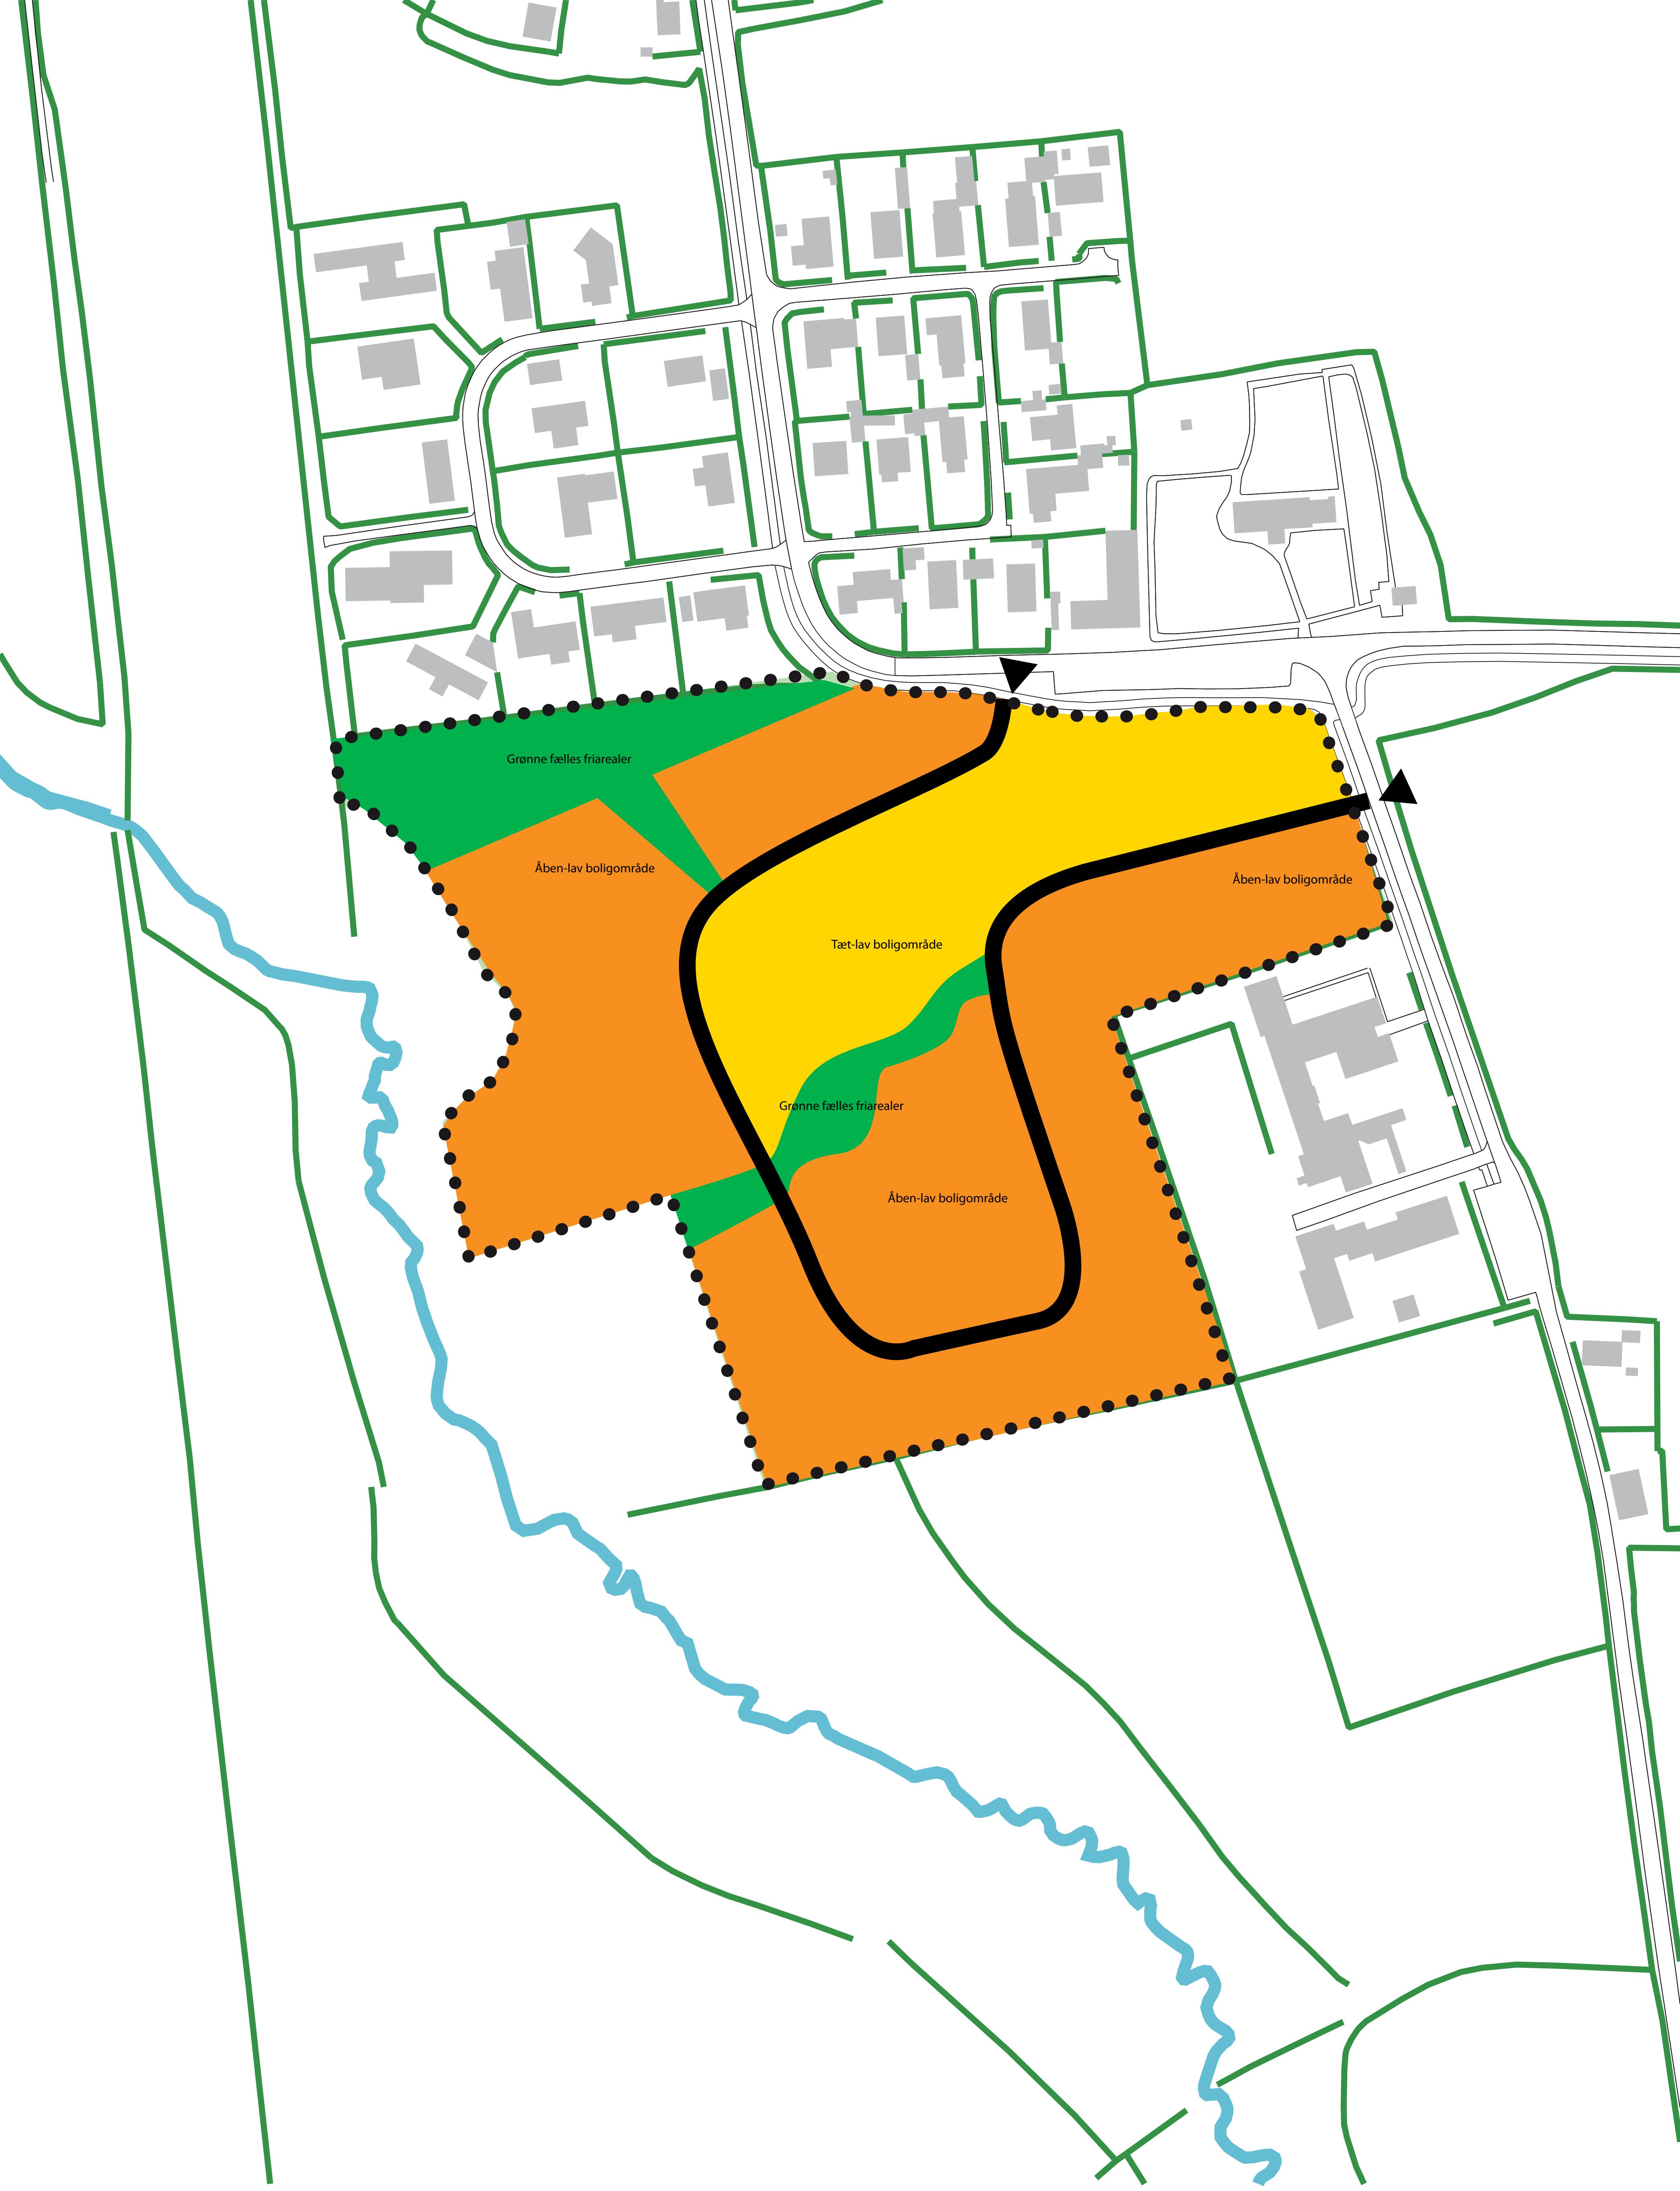 Grønne fælles friarealer
Åben-lav boligområde
Åben-lav boligområde
Tæt-lav boligområde
Grønne fælles friarealer
Åben-lav boligområde